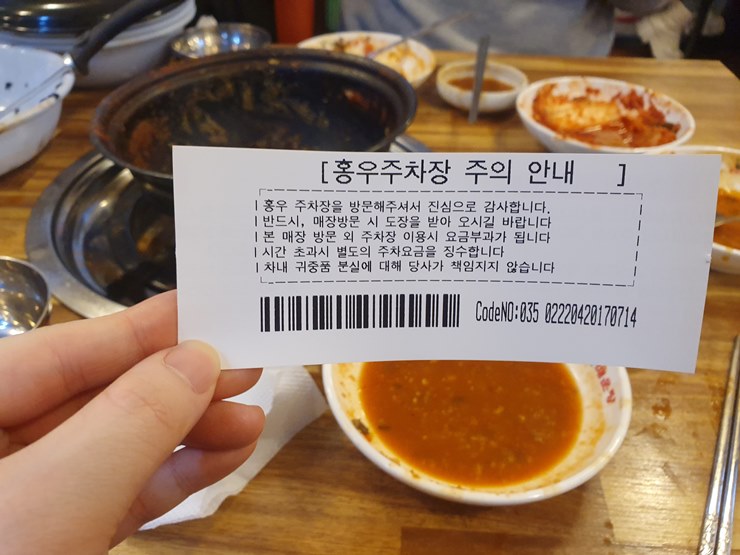 [홍우주차장 주의 안내 ]
홍우 주차장을 방문해주셔서 진심으로 감사합니다.
반드시, 매장방문 시 도장을 받아 오시길 바랍니다
본 매장 방문 외 주차장 이용시 요금부과가 됩니다
시간 초과시 별도의 주차요금을 징수합니다
차내 귀중품 분실에 대해 당사가 책임지지 않습니다
CodeNO:035 02220420170714